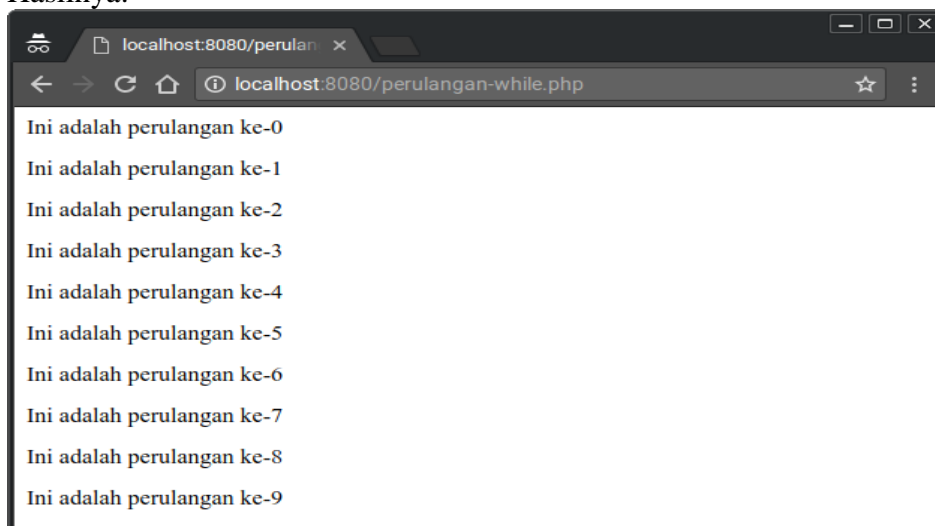 Hasilnya:
localhost:8080/perulan
localhost:8080/perulangan-while.php
Ini adalah perulangan ke-0
Ini adalah perulangan ke-1
Ini adalah perulangan ke-2
Ini adalah perulangan ke-3
Ini adalah perulangan ke-4
Ini adalah perulangan ke-5
Ini adalah perulangan ke-6
Ini adalah perulangan ke-7
Ini adalah perulangan ke-8
Ini adalah perulangan ke-9